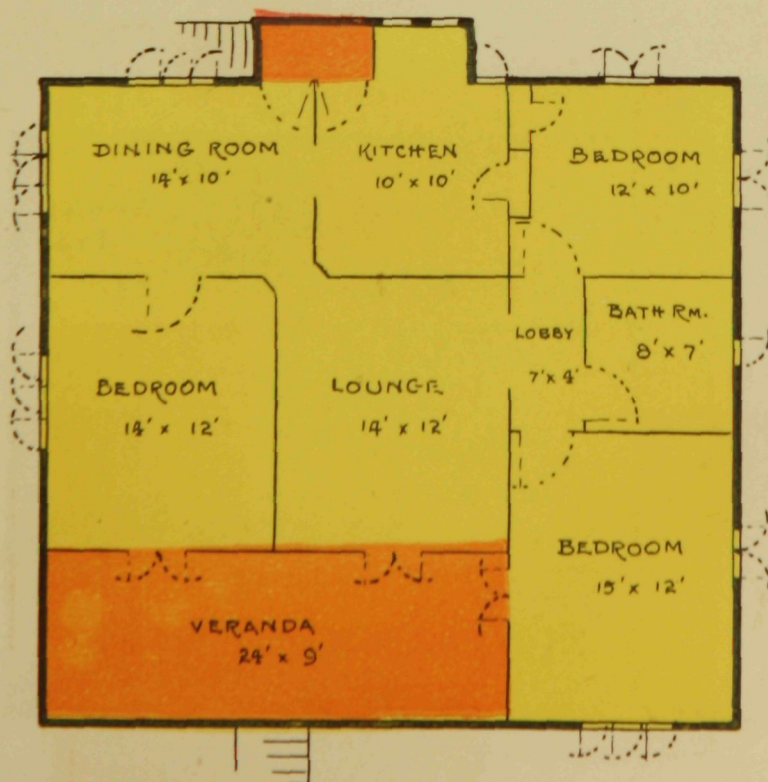 DINING ROOM
14' x 10'
KITCHEN
10' x 10'
BEDROOM
12' x 10'
BATH RM.
8' x 7'
LOBBY
7' x 4'
BEDROOM
14' x 12'
LOUNGE
14' x 12'
BEDROOM
15' x 12'
VERANDA
24' x 9'